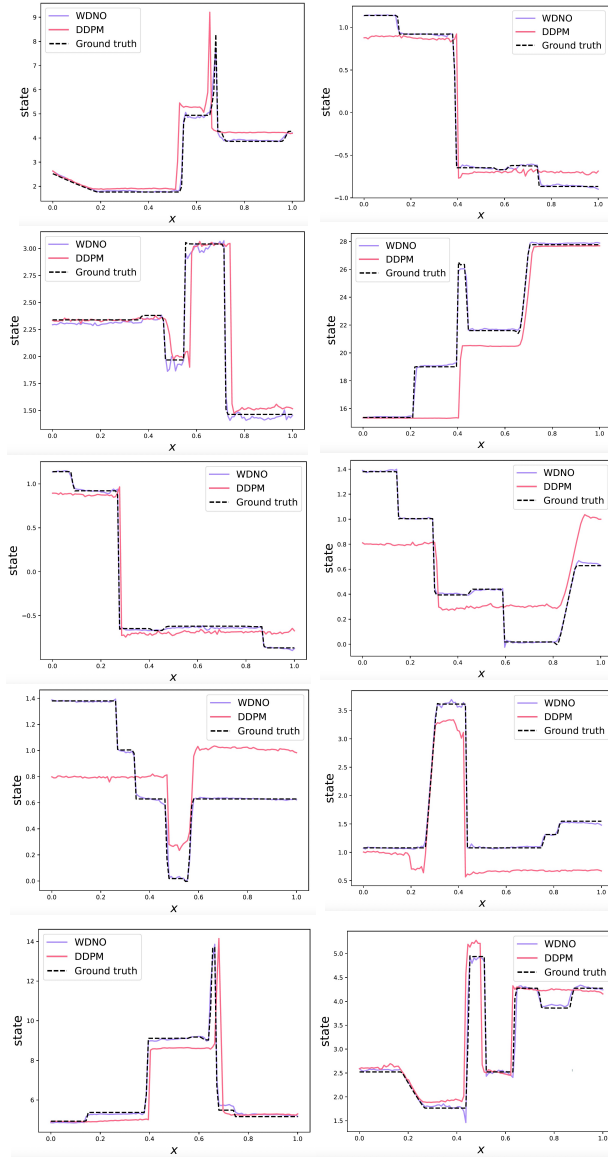 WDNO
DDPM
Ground truth
9
8
7
6
5
4
3
2
state
0.0 0.2 0.4 0.6 0.8 1.0
x
WDNO
DDPM
Ground truth
1.0
0.5
0.0
−0.5
−1.0
state
0.0 0.2 0.4 0.6 0.8 1.0
x
WDNO
DDPM
Ground truth
3.00
2.75
2.50
2.25
2.00
1.75
1.50
state
0.0 0.2 0.4 0.6 0.8 1.0
x
WDNO
DDPM
Ground truth
28
26
24
22
20
18
16
state
0.0 0.2 0.4 0.6 0.8 1.0
x
WDNO
DDPM
Ground truth
1.0
0.5
0.0
−0.5
state
0.0 0.2 0.4 0.6 0.8 1.0
x
WDNO
DDPM
Ground truth
1.4
1.2
1.0
0.8
0.6
0.4
0.2
0.0
state
0.0 0.2 0.4 0.6 0.8 1.0
x
WDNO
DDPM
Ground truth
1.4
1.2
1.0
0.8
0.6
0.4
0.2
0.0
state
0.0 0.2 0.4 0.6 0.8 1.0
x
WDNO
DDPM
Ground truth
3.5
3.0
2.5
2.0
1.5
1.0
0.5
state
0.0 0.2 0.4 0.6 0.8 1.0
x
WDNO
DDPM
Ground truth
14
12
10
8
6
state
0.0 0.2 0.4 0.6 0.8 1.0
x
WDNO
DDPM
Ground truth
5.0
4.5
4.0
3.5
3.0
2.5
2.0
1.5
state
0.0 0.2 0.4 0.6 0.8 1.0
x